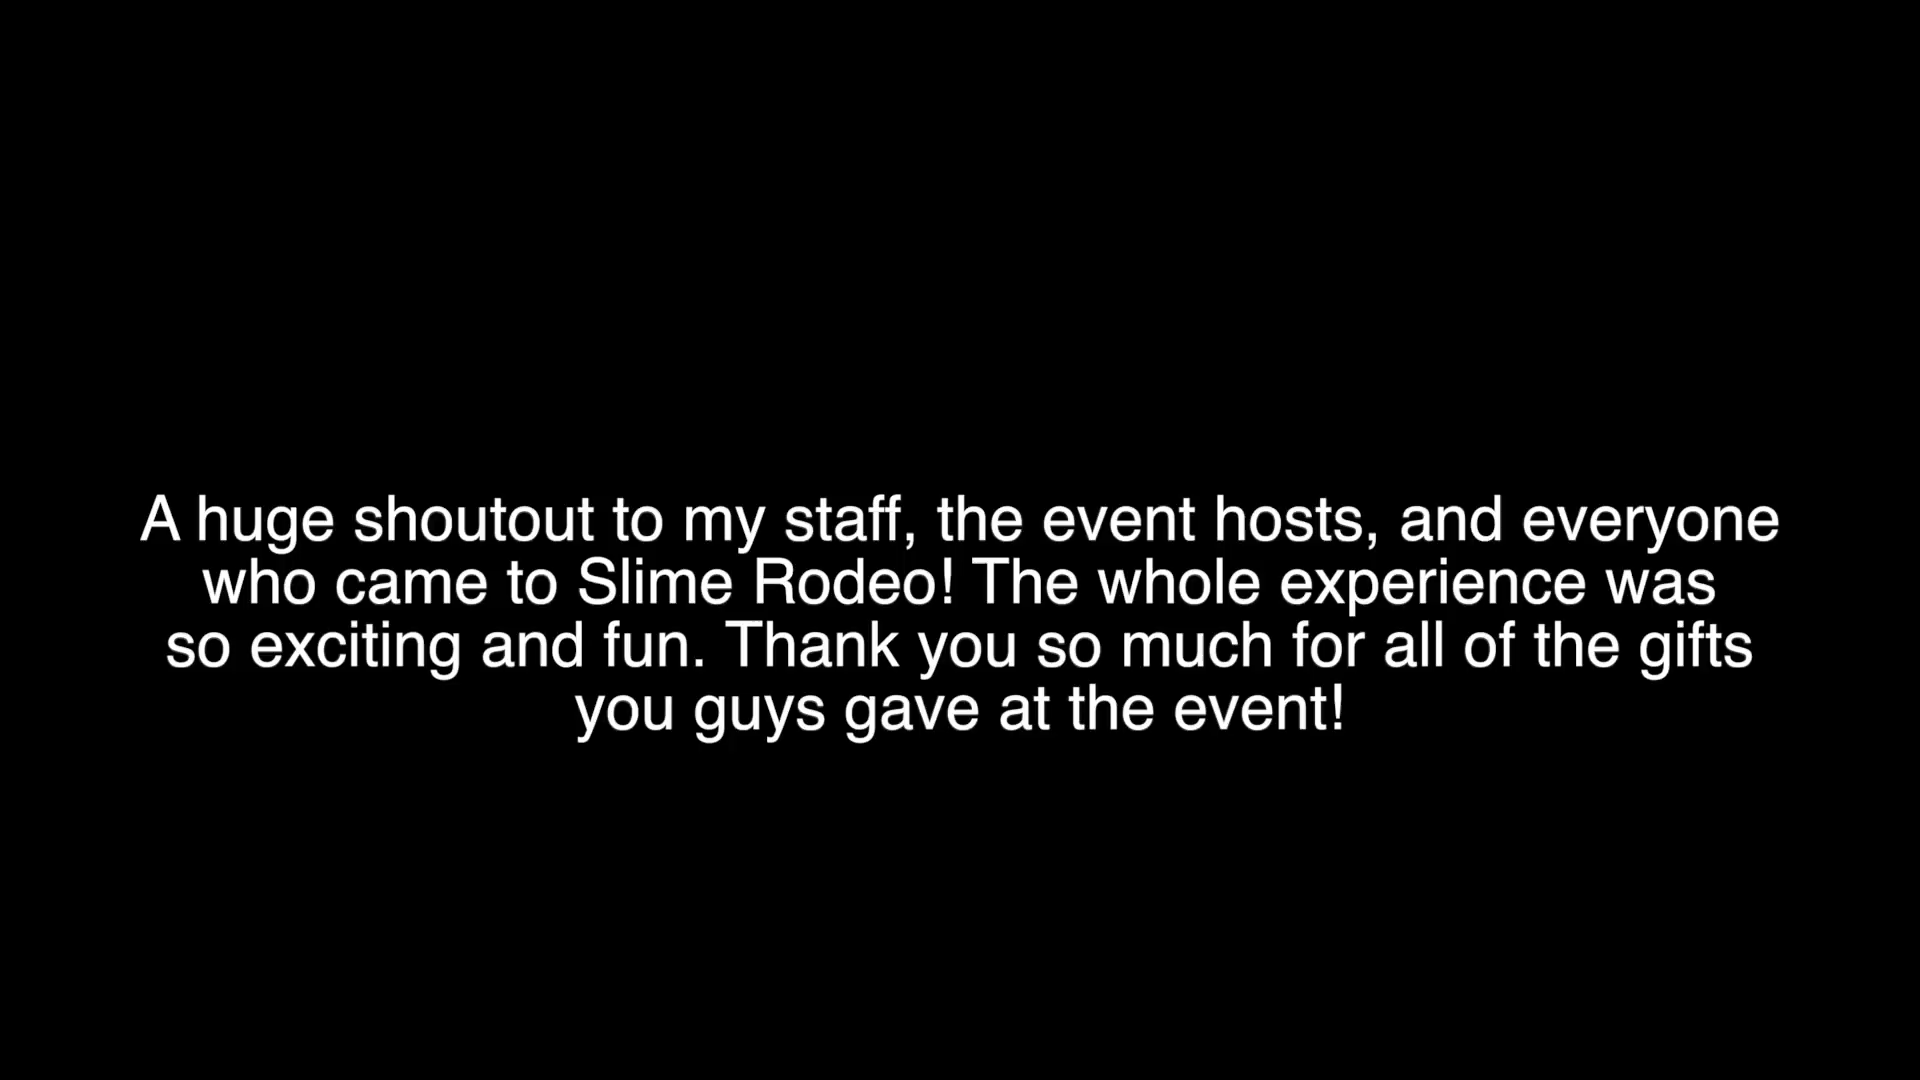 A huge shoutout to my staff, the event hosts, and everyone
who came to Slime Rodeo! The whole experience was
so exciting and fun. Thank you so much for all of the gifts
you guys gave at the event!